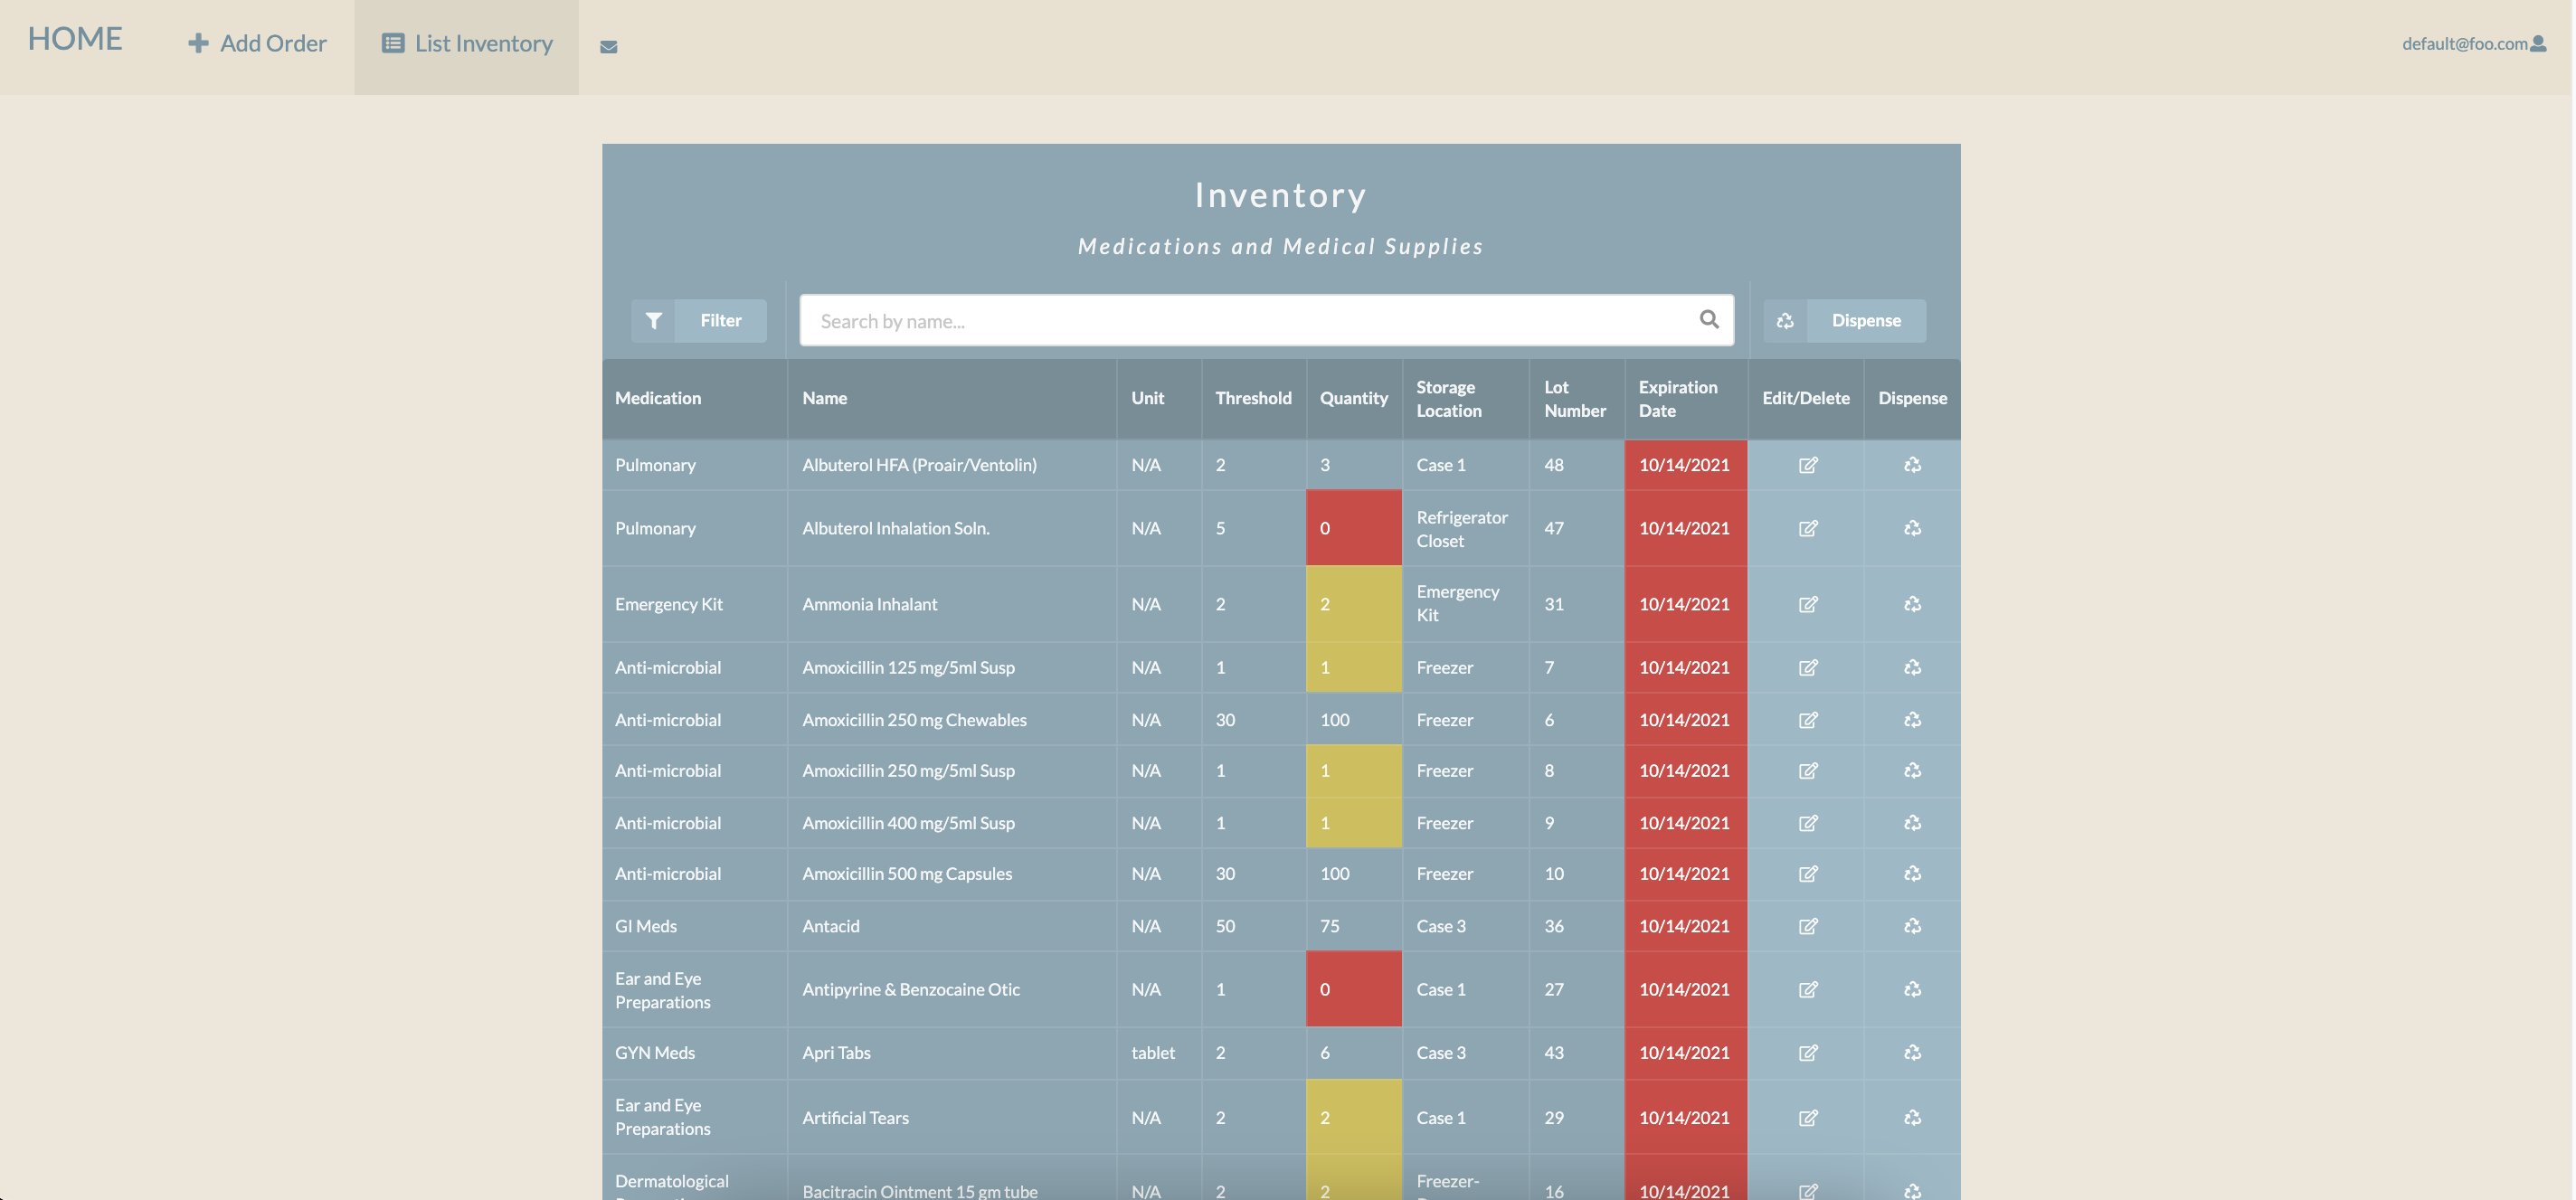 HOME
Add Order
List Inventory
default@foo.com
Inventory
Medications and Medical Supplies
Filter
Search by name...
Dispense
Medication Name Unit Threshold Quantity Storage Location Lot Number Expiration Date Edit/Delete Dispense
Pulmonary Albuterol HFA (Proair/Ventolin) N/A 2 3 Case 1 48 10/14/2021
Pulmonary Albuterol Inhalation Soln. N/A 5 0 Refrigerator Closet 47 10/14/2021
Emergency Kit Ammonia Inhalant N/A 2 2 Emergency Kit 31 10/14/2021
Anti-microbial Amoxicillin 125 mg/5ml Susp N/A 1 1 Freezer 7 10/14/2021
Anti-microbial Amoxicillin 250 mg Chewables N/A 30 100 Freezer 6 10/14/2021
Anti-microbial Amoxicillin 250 mg/5ml Susp N/A 1 1 Freezer 8 10/14/2021
Anti-microbial Amoxicillin 400 mg/5ml Susp N/A 1 1 Freezer 9 10/14/2021
Anti-microbial Amoxicillin 500 mg Capsules N/A 30 100 Freezer 10 10/14/2021
GI Meds Antacid N/A 50 75 Case 3 36 10/14/2021
Ear and Eye Preparations Antipyrine & Benzocaine Otic N/A 1 0 Case 1 27 10/14/2021
GYN Meds Apri Tabs tablet 2 6 Case 3 43 10/14/2021
Ear and Eye Preparations Artificial Tears N/A 2 2 Case 1 29 10/14/2021
Dermatological Bacitracin Ointment 15 gm tube N/A 2 2 Freezer- 16 10/14/2021